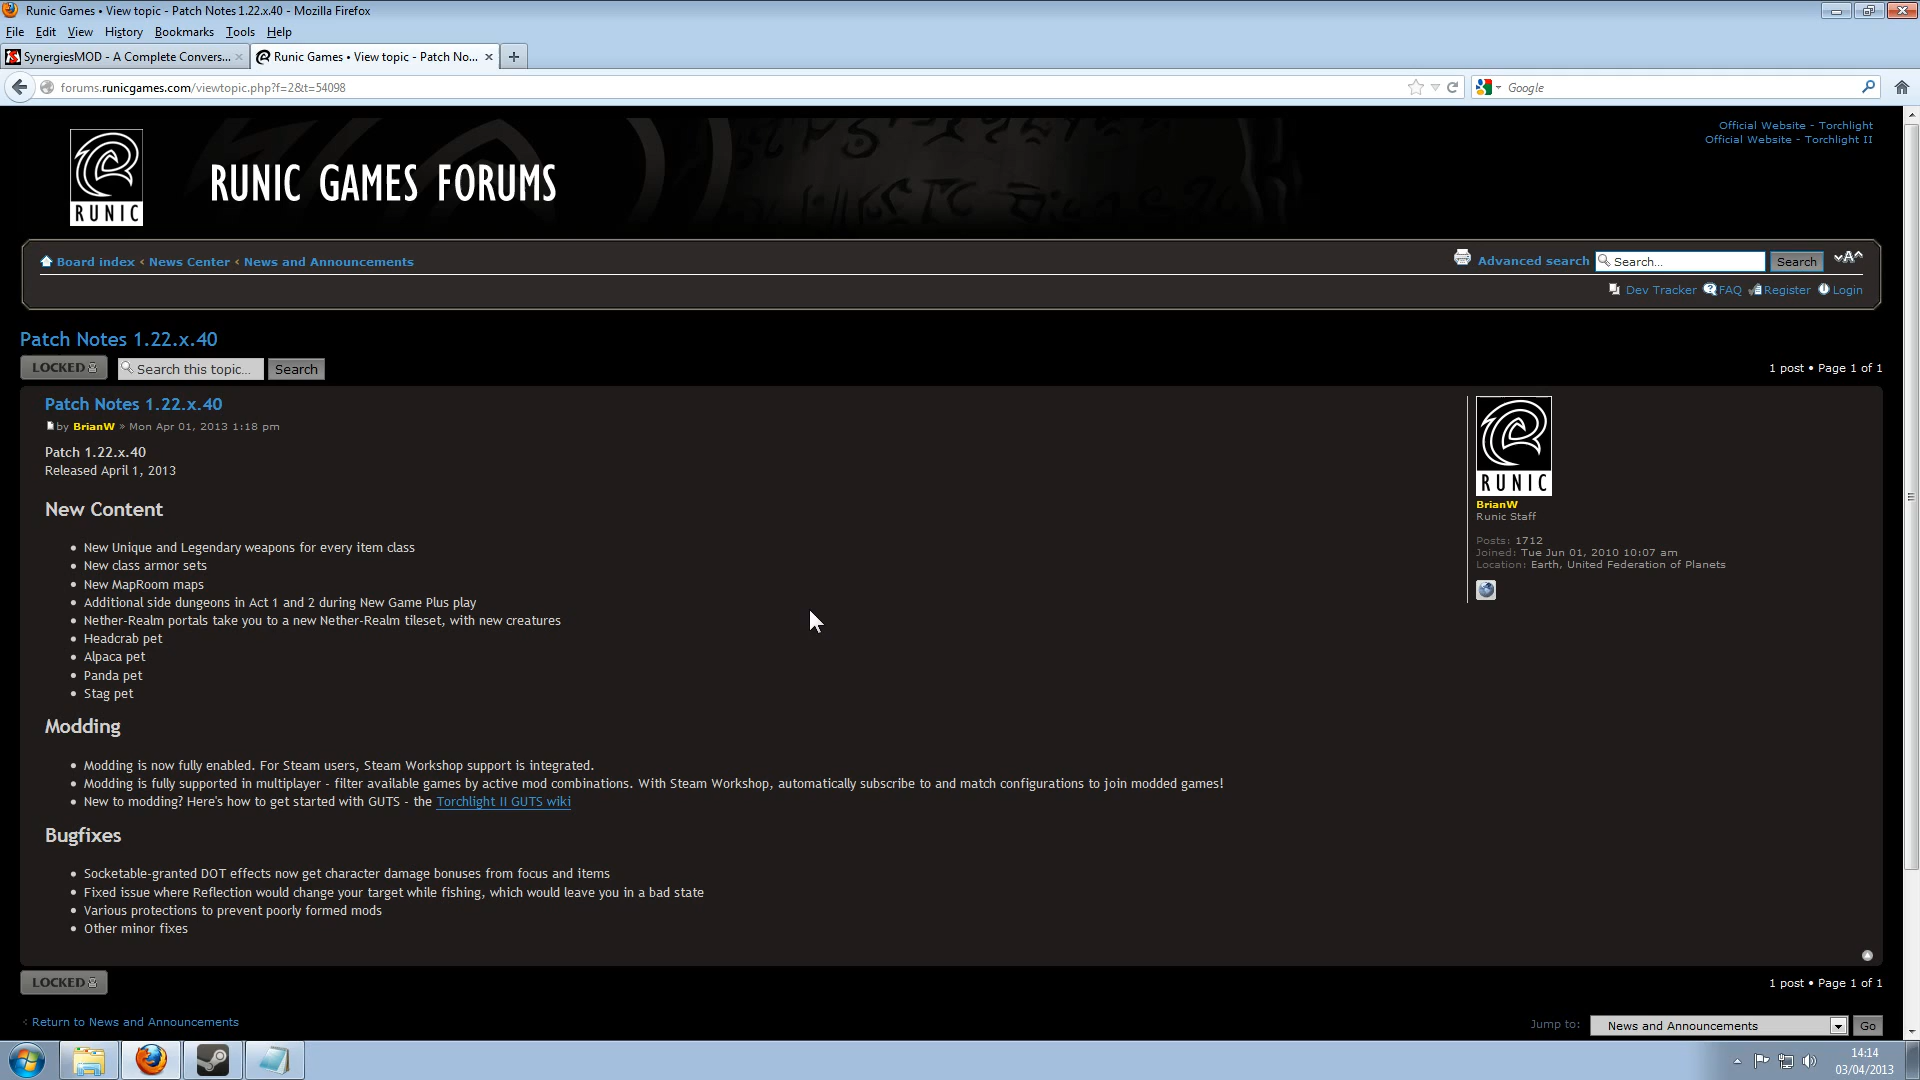 Runic Games • View topic - Patch Notes 1.22.x.40 - Mozilla Firefox
File Edit View History Bookmarks Tools Help
SynergiesMOD - A Complete Convers...
Runic Games • View topic - Patch No...
forums.runicgames.com/viewtopic.php?f=2&t=54098
Google
RUNIC
RUNIC GAMES FORUMS
Official Website - Torchlight
Official Website - Torchlight II
Board index ‹ News Center ‹ News and Announcements
Advanced search Search... Search
Dev Tracker FAQ Register Login
Patch Notes 1.22.x.40
LOCKED Search this topic... Search
1 post • Page 1 of 1
Patch Notes 1.22.x.40
by BrianW » Mon Apr 01, 2013 1:18 pm
Patch 1.22.x.40
Released April 1, 2013
New Content
• New Unique and Legendary weapons for every item class
• New class armor sets
• New MapRoom maps
• Additional side dungeons in Act 1 and 2 during New Game Plus play
• Nether-Realm portals take you to a new Nether-Realm tileset, with new creatures
• Headcrab pet
• Alpaca pet
• Panda pet
• Stag pet
Modding
• Modding is now fully enabled. For Steam users, Steam Workshop support is integrated.
• Modding is fully supported in multiplayer - filter available games by active mod combinations. With Steam Workshop, automatically subscribe to and match configurations to join modded games!
• New to modding? Here's how to get started with GUTS - the Torchlight II GUTS wiki
Bugfixes
• Socketable-granted DOT effects now get character damage bonuses from focus and items
• Fixed issue where Reflection would change your target while fishing, which would leave you in a bad state
• Various protections to prevent poorly formed mods
• Other minor fixes
RUNIC
BrianW
Runic Staff
Posts: 1712
Joined: Tue Jun 01, 2010 10:07 am
Location: Earth, United Federation of Planets
LOCKED
1 post • Page 1 of 1
‹ Return to News and Announcements
Jump to: News and Announcements Go
14:14
03/04/2013